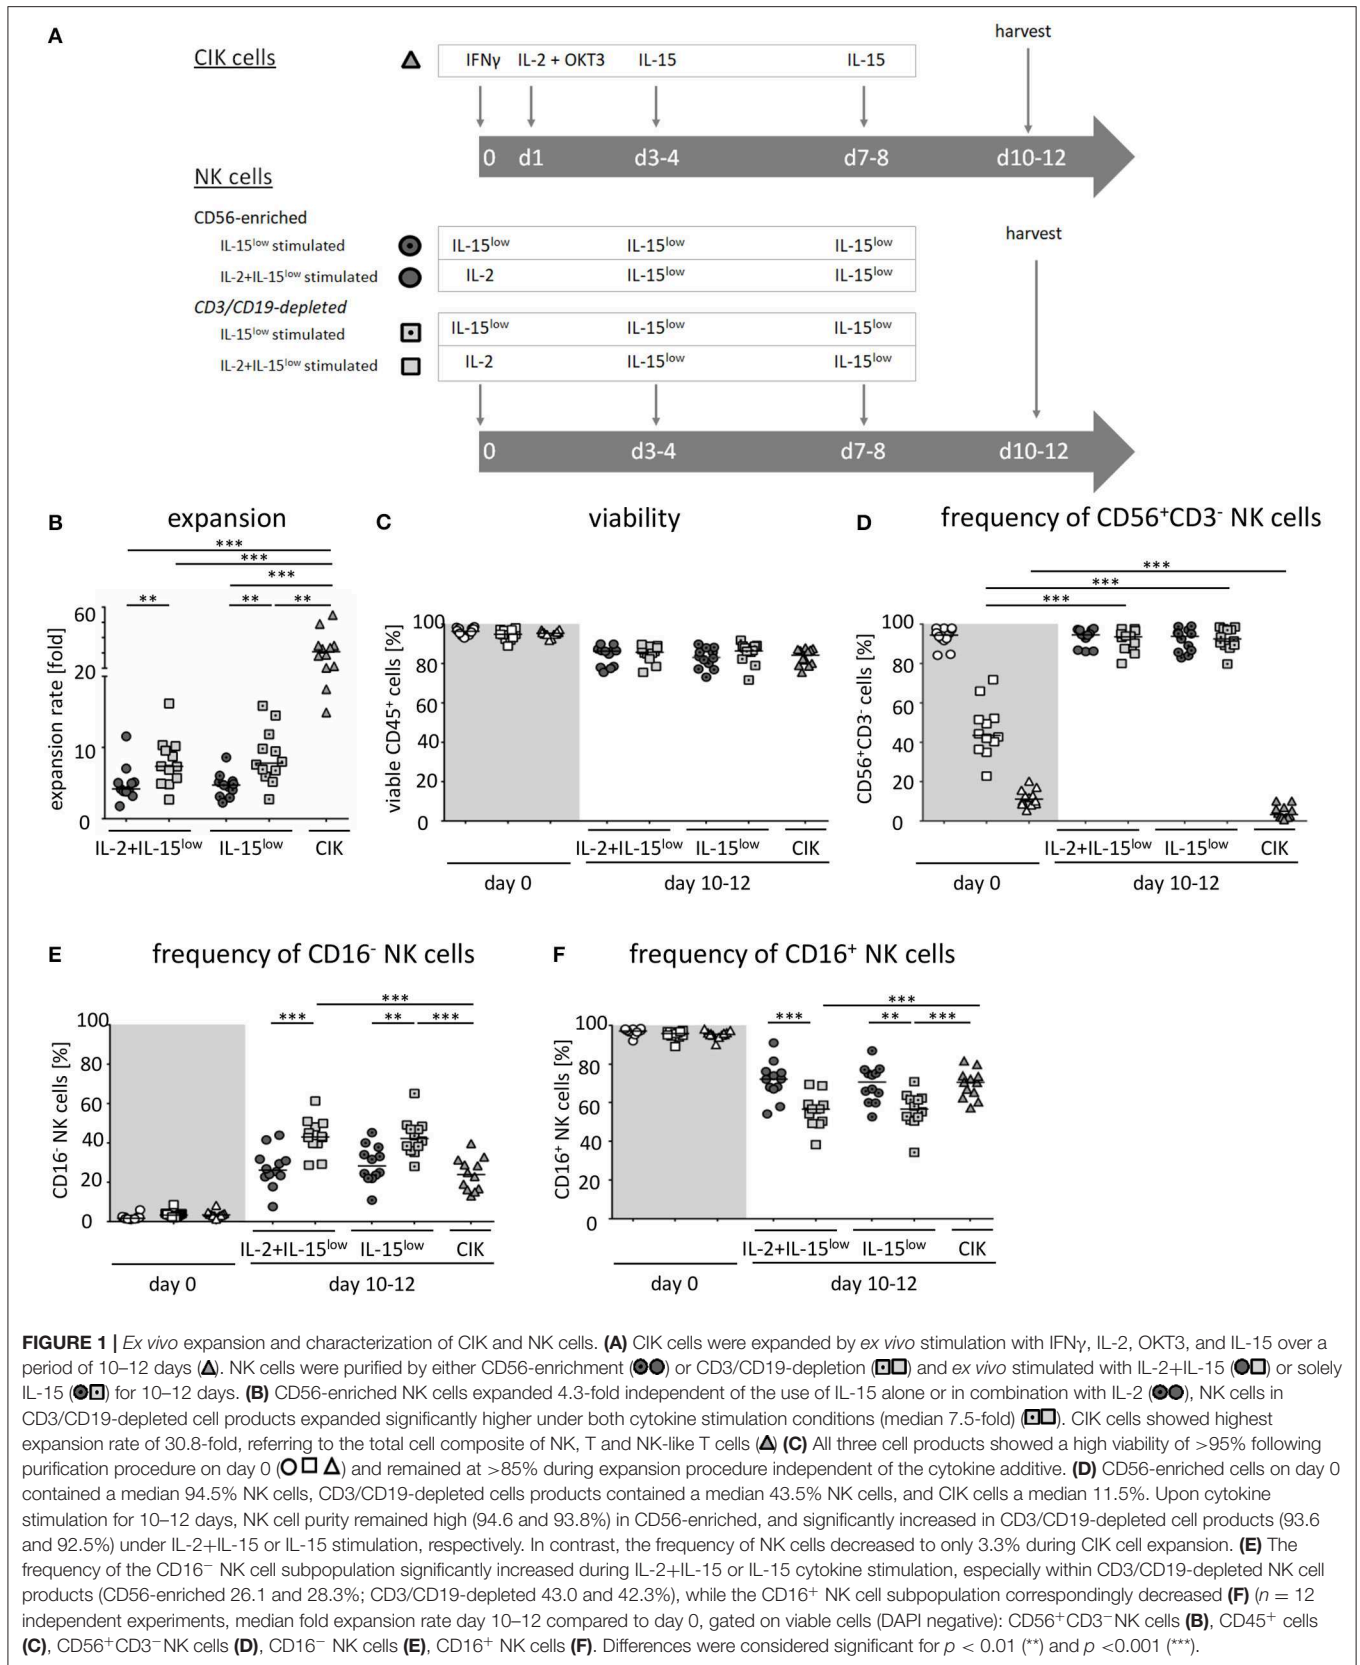 A
CIK cells
IFNγ IL-2 + OKT3 IL-15 IL-15
harvest
0 d1 d3-4 d7-8 d10-12
NK cells
CD56-enriched
IL-15low stimulated IL-15low IL-15low IL-15low
harvest
IL-2+IL-15low stimulated IL-2 IL-15low IL-15low
CD3/CD19-depleted
IL-15low stimulated IL-15low IL-15low IL-15low
IL-2+IL-15low stimulated IL-2 IL-15low IL-15low
0 d3-4 d7-8 d10-12
B expansion
***
***
***
** ** **
expansion rate [fold]
60
20
10
0
IL-2+IL-15low IL-15low CIK
C viability
viable CD45+ cells [%]
100
80
60
40
20
0
IL-2+IL-15low IL-15low CIK
day 0 day 10-12
D frequency of CD56+CD3- NK cells
***
***
***
CD56+CD3- cells [%]
100
80
60
40
20
0
IL-2+IL-15low IL-15low CIK
day 0 day 10-12
E frequency of CD16- NK cells
***
*** ** ***
CD16- NK cells [%]
100
80
60
40
20
0
IL-2+IL-15low IL-15low CIK
day 0 day 10-12
F frequency of CD16+ NK cells
***
*** ** ***
CD16+ NK cells [%]
100
80
60
40
20
0
IL-2+IL-15low IL-15low CIK
day 0 day 10-12
FIGURE 1 | Ex vivo expansion and characterization of CIK and NK cells. (A) CIK cells were expanded by ex vivo stimulation with IFNγ, IL-2, OKT3, and IL-15 over a
period of 10–12 days (). NK cells were purified by either CD56-enrichment () or CD3/CD19-depletion () and ex vivo stimulated with IL-2+IL-15 () or solely
IL-15 () for 10–12 days. (B) CD56-enriched NK cells expanded 4.3-fold independent of the use of IL-15 alone or in combination with IL-2 (), NK cells in
CD3/CD19-depleted cell products expanded significantly higher under both cytokine stimulation conditions (median 7.5-fold) (). CIK cells showed highest
expansion rate of 30.8-fold, referring to the total cell composite of NK, T and NK-like T cells () (C) All three cell products showed a high viability of >95% following
purification procedure on day 0 () and remained at >85% during expansion procedure independent of the cytokine additive. (D) CD56-enriched cells on day 0
contained a median 94.5% NK cells, CD3/CD19-depleted cells products contained a median 43.5% NK cells, and CIK cells a median 11.5%. Upon cytokine
stimulation for 10–12 days, NK cell purity remained high (94.6 and 93.8%) in CD56-enriched, and significantly increased in CD3/CD19-depleted cell products (93.6
and 92.5%) under IL-2+IL-15 or IL-15 stimulation, respectively. In contrast, the frequency of NK cells decreased to only 3.3% during CIK cell expansion. (E) The
frequency of the CD16− NK cell subpopulation significantly increased during IL-2+IL-15 or IL-15 cytokine stimulation, especially within CD3/CD19-depleted NK cell
products (CD56-enriched 26.1 and 28.3%; CD3/CD19-depleted 43.0 and 42.3%), while the CD16+ NK cell subpopulation correspondingly decreased (F) (n = 12
independent experiments, median fold expansion rate day 10–12 compared to day 0, gated on viable cells (DAPI negative): CD56+CD3−NK cells (B), CD45+ cells
(C), CD56+CD3−NK cells (D), CD16− NK cells (E), CD16+ NK cells (F). Differences were considered significant for p < 0.01 (**) and p <0.001 (***).